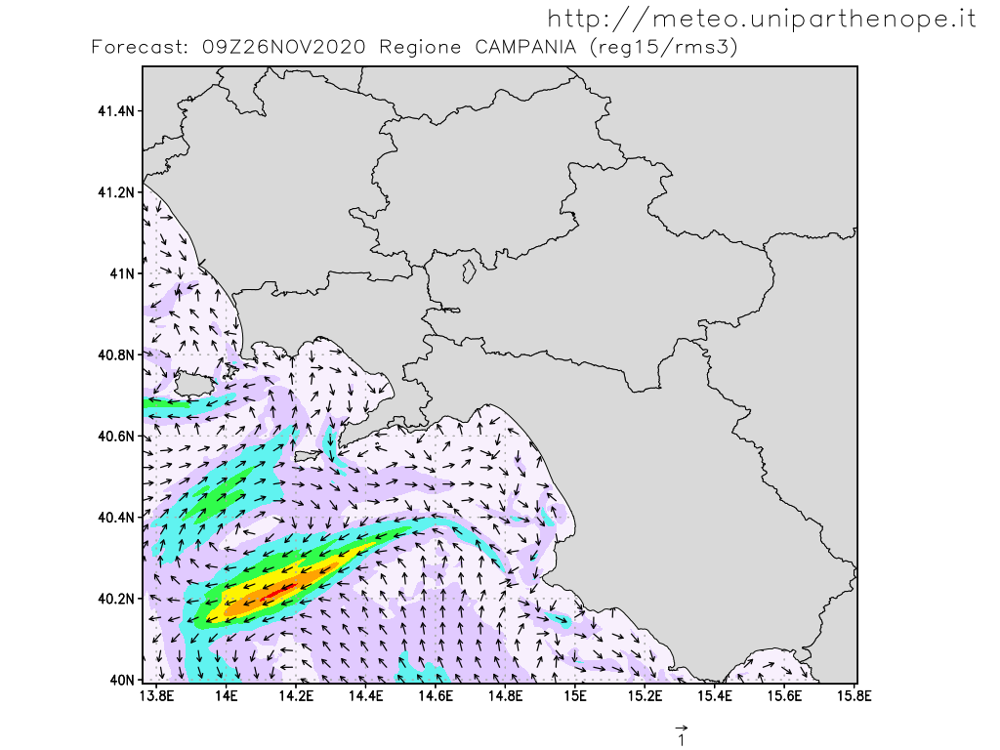 http://meteo.uniparthenope.it
Forecast: 09Z26NOV2020 Regione CAMPANIA (reg15/rms3)
41.4N
41.2N
41N
40.8N
40.6N
40.4N
40.2N
40N
13.8E 14E 14.2E 14.4E 14.6E 14.8E 15E 15.2E 15.4E 15.6E 15.8E
1